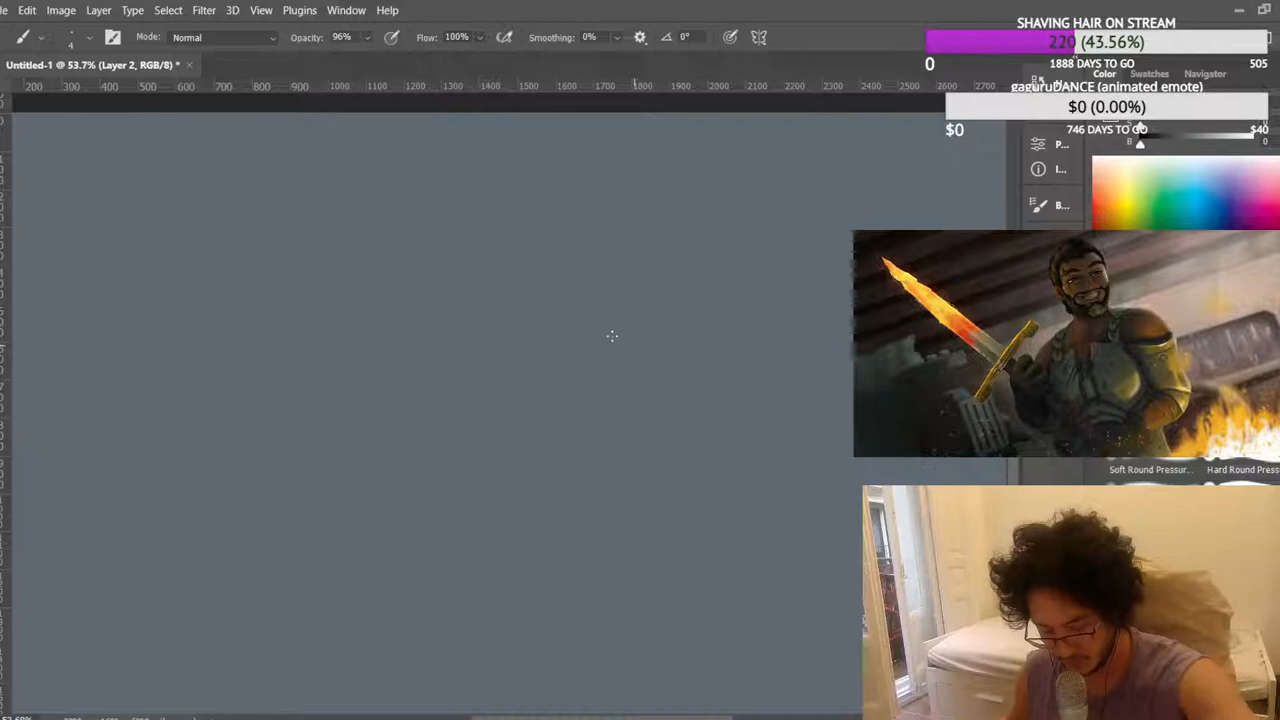 Edit Image Layer Type Select Filter 3D View Plugins Window Help
SHAVING HAIR ON STREAM
220 (43.56%)
0 1888 DAYS TO GO 505
4 Mode: Normal Opacity: 96% Flow: 100% Smoothing: 0% 0°
Untitled-1 @ 53.7% (Layer 2, RGB/8) *
Color Swatches Navigator
gaguruDANCE (animated emote)
200 300 400 500 600 700 800 900 1000 1100 1200 1300 1400 1500 1600 1700 1800 1900 2000 2100 2200 2300 2400 2500 2600 2700
$0 (0.00%)
$0 746 DAYS TO GO $40
B 0
P...
I...
B...
Soft Round Pressur... Hard Round Press